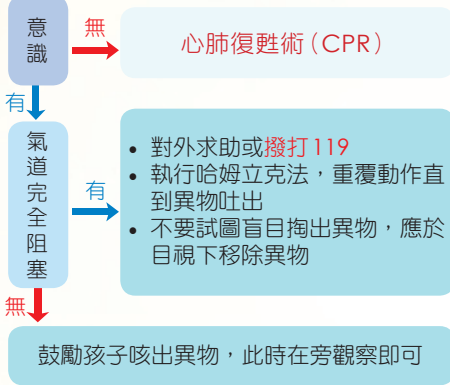 意識
無
心肺復甦術（CPR）
有
氣道完全阻塞
有
• 對外求助或撥打119
• 執行哈姆立克法，重覆動作直
到異物吐出
• 不要試圖盲目掏出異物，應於
目視下移除異物
無
鼓勵孩子咳出異物，此時在旁觀察即可